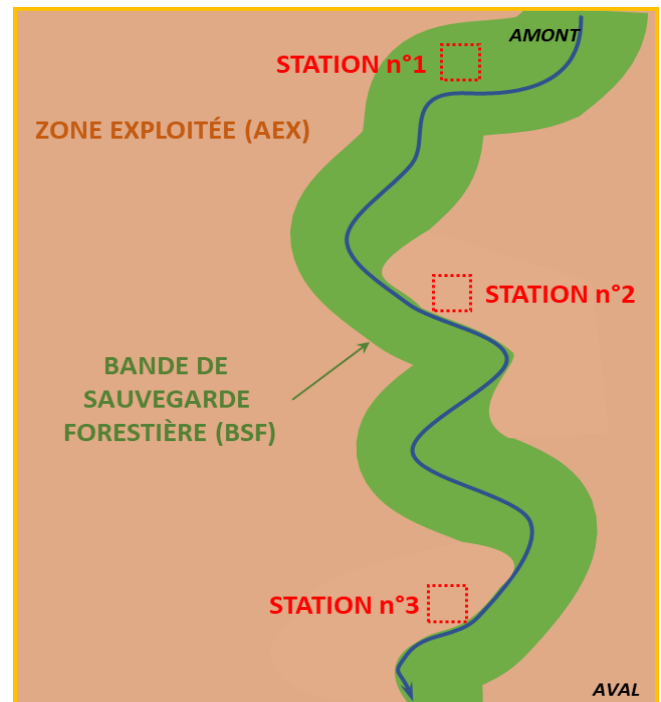 AMONT
STATION n°1
ZONE EXPLOITÉE (AEX)
STATION n°2
BANDE DE
SAUVEGARDE
FORESTIÈRE (BSF)
STATION n°3
AVAL